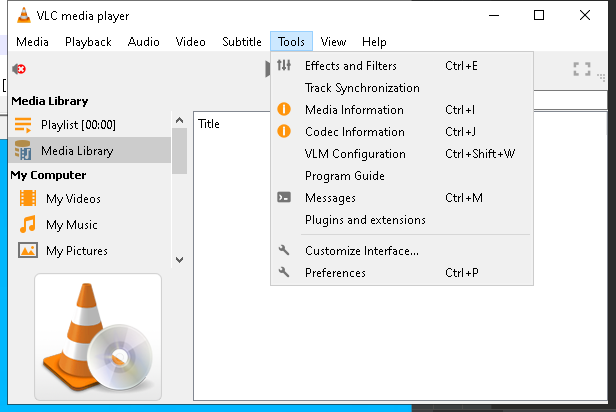 VLC media player
Media Playback Audio Video Subtitle Tools View Help
Media Library
Playlist [00:00]
Media Library
My Computer
My Videos
My Music
My Pictures
Title
Effects and Filters Ctrl+E
Track Synchronization
Media Information Ctrl+I
Codec Information Ctrl+J
VLM Configuration Ctrl+Shift+W
Program Guide
Messages Ctrl+M
Plugins and extensions
Customize Interface...
Preferences Ctrl+P